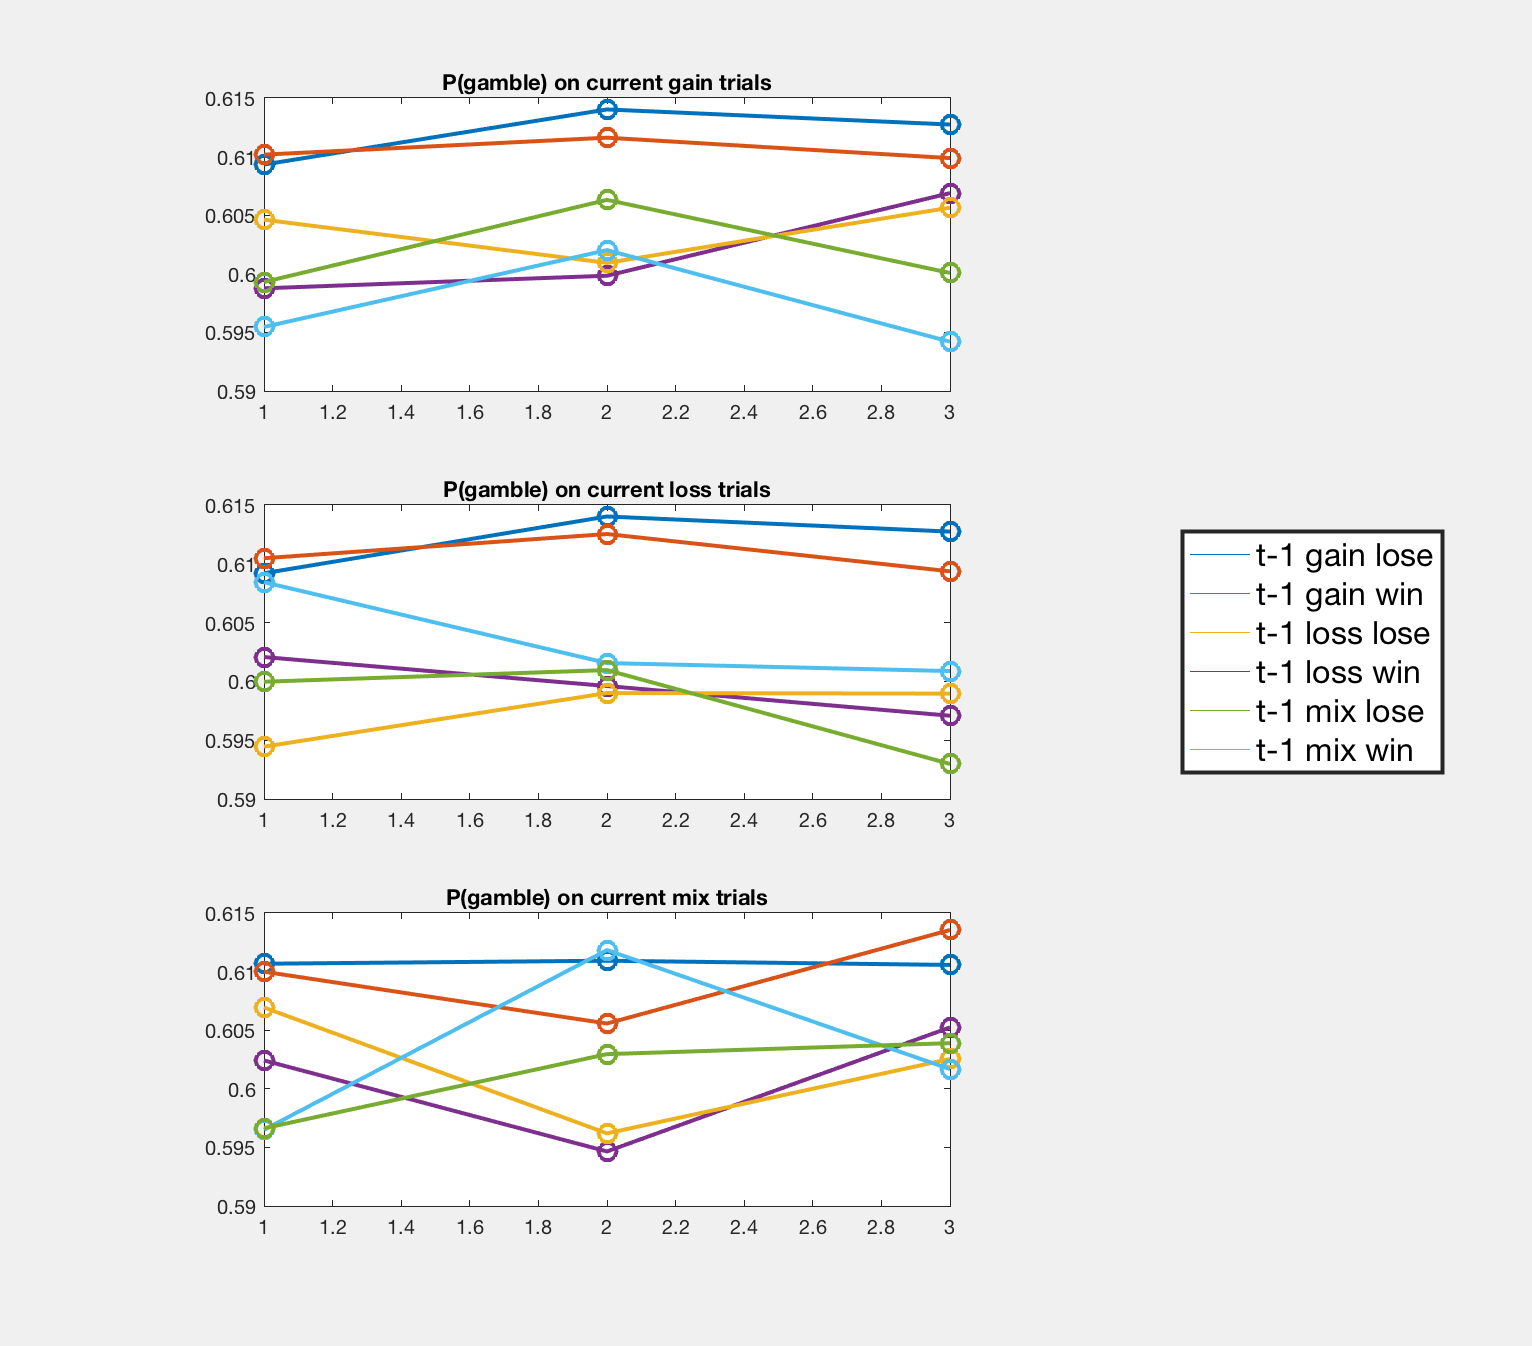 P(gamble) on current gain trials
0.615
0.61
0.605
0.6
0.595
0.59
1 1.2 1.4 1.6 1.8 2 2.2 2.4 2.6 2.8 3
P(gamble) on current loss trials
0.615
0.61
0.605
0.6
0.595
0.59
1 1.2 1.4 1.6 1.8 2 2.2 2.4 2.6 2.8 3
t-1 gain lose
t-1 gain win
t-1 loss lose
t-1 loss win
t-1 mix lose
t-1 mix win
P(gamble) on current mix trials
0.615
0.61
0.605
0.6
0.595
0.59
1 1.2 1.4 1.6 1.8 2 2.2 2.4 2.6 2.8 3